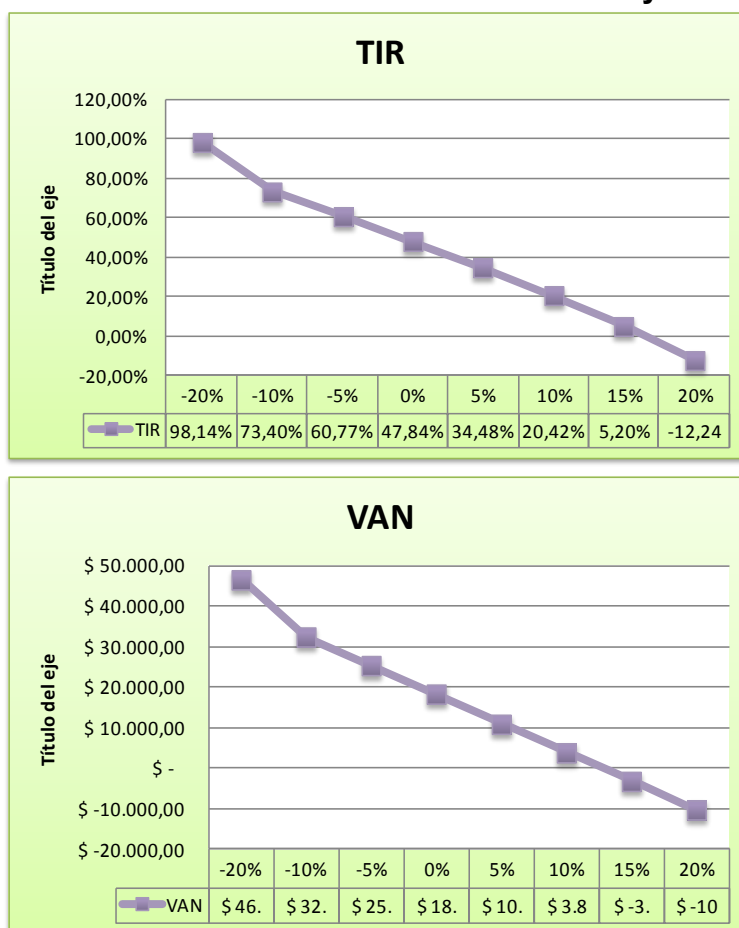 TIR
Título del eje
120,00%
100,00%
80,00%
60,00%
40,00%
20,00%
0,00%
-20,00%
-20% -10% -5% 0% 5% 10% 15% 20%
TIR 98,14% 73,40% 60,77% 47,84% 34,48% 20,42% 5,20% -12,24
VAN
Título del eje
$ 50.000,00
$ 40.000,00
$ 30.000,00
$ 20.000,00
$ 10.000,00
$ -
$ -10.000,00
$ -20.000,00
-20% -10% -5% 0% 5% 10% 15% 20%
VAN $ 46. $ 32. $ 25. $ 18. $ 10. $ 3.8 $ -3. $ -10